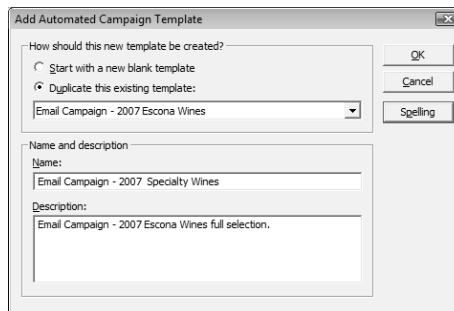 Add Automated Campaign Template
How should this new template be created?
Start with a new blank template
Duplicate this existing template:
Email Campaign - 2007 Escona Wines
OK
Cancel
Spelling
Name and description
Name:
Email Campaign - 2007  Specialty Wines
Description:
Email Campaign - 2007 Escona Wines full selection.